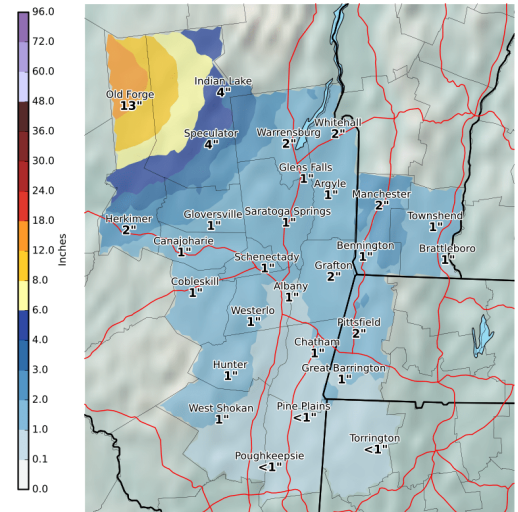 96.0
72.0
60.0
48.0
36.0
30.0
24.0
18.0
12.0
8.0
6.0
4.0
3.0
2.0
1.0
0.1
0.0
Inches
Old Forge
13"
Indian Lake
4"
Speculator
4"
Warrensburg
2"
Whitehall
2"
Glens Falls
1"
Argyle
1"
Manchester
2"
Herkimer
2"
Gloversville
1"
Saratoga Springs
1"
Townshend
1"
Canajoharie
1"
Schenectady
1"
Bennington
1"
Brattleboro
1"
Grafton
2"
Cobleskill
1"
Albany
1"
Westerlo
1"
Pittsfield
2"
Chatham
1"
Hunter
1"
Great Barrington
1"
West Shokan
1"
Pine Plains
<1"
Torrington
<1"
Poughkeepsie
<1"